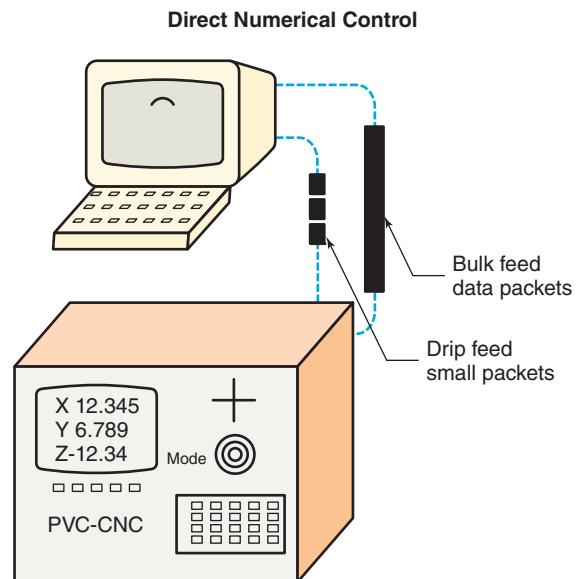 Direct Numerical Control
Bulk feed
data packets
Drip feed
small packets
X 12.345
Y 6.789
Z-12.34
Mode
PVC-CNC